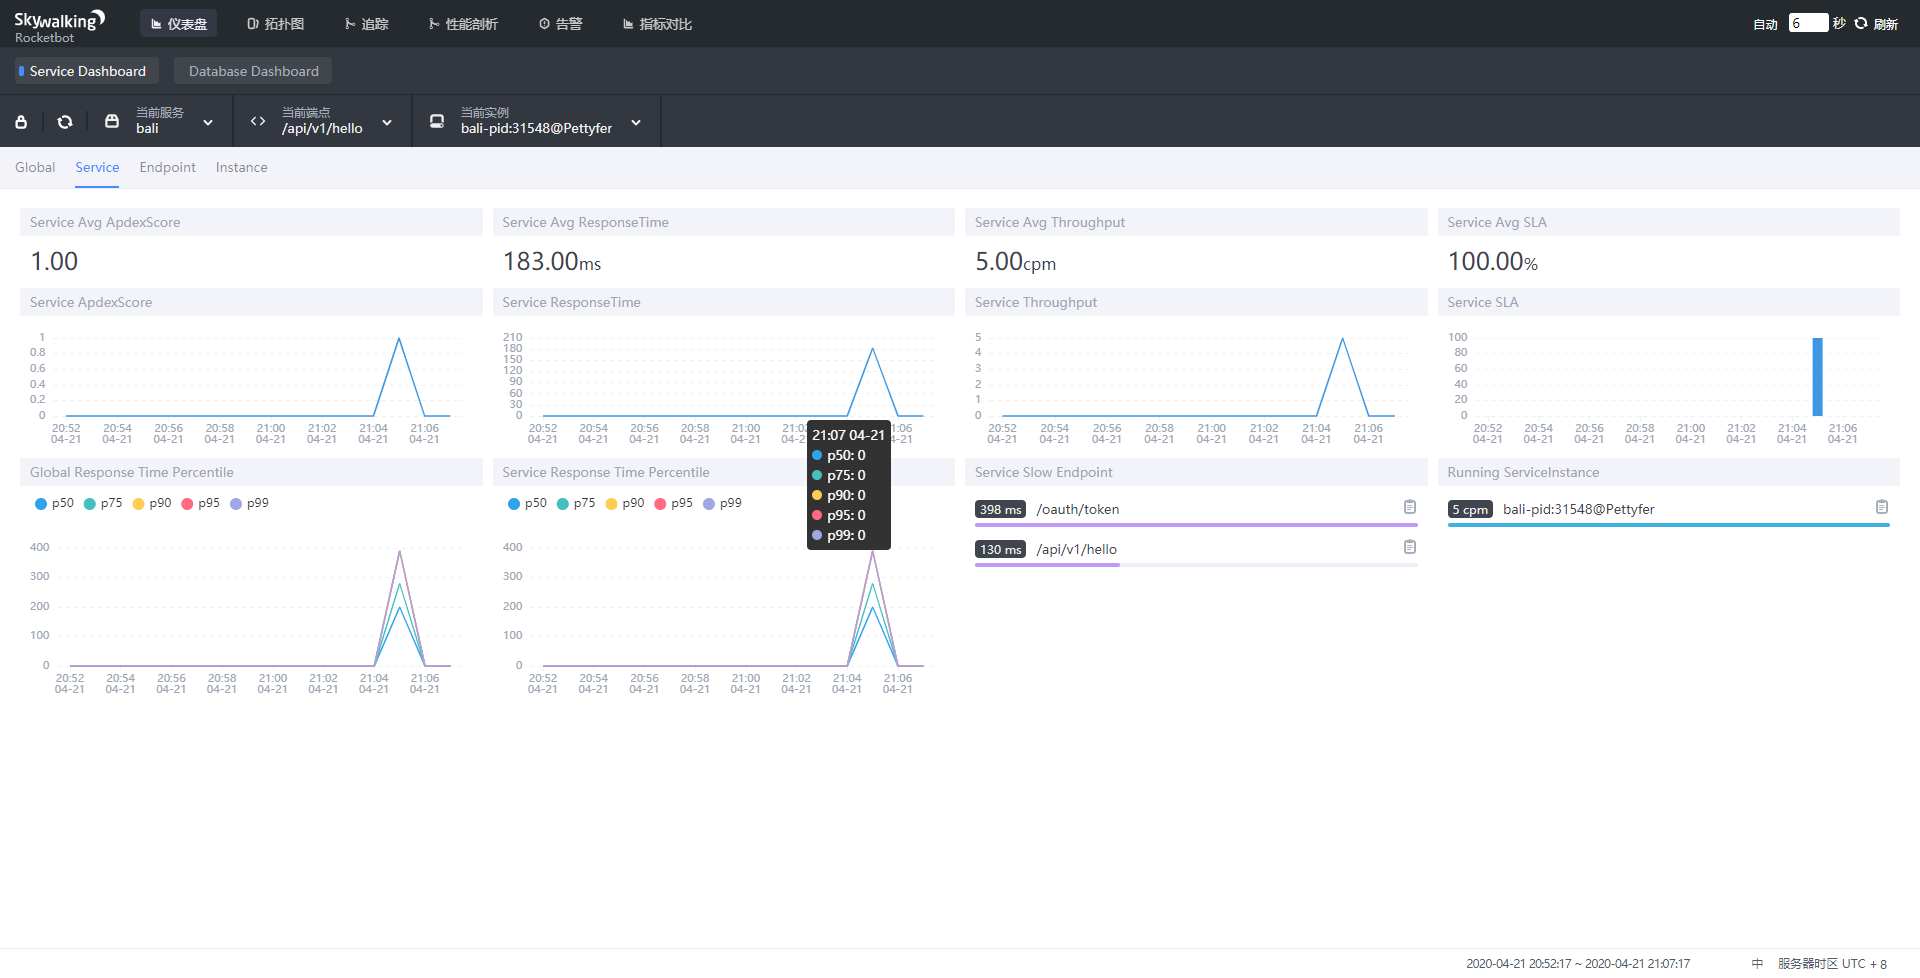 Skywalking
Rocketbot
仪表盘
拓扑图
追踪
性能剖析
告警
指标对比
自动 6 秒 刷新
Service Dashboard
Database Dashboard
当前服务
bali
当前端点
/api/v1/hello
当前实例
bali-pid:31548@Pettyfer
Global
Service
Endpoint
Instance
Service Avg ApdexScore
1.00
Service Avg ResponseTime
183.00ms
Service Avg Throughput
5.00cpm
Service Avg SLA
100.00%
Service ApdexScore
1
0.8
0.6
0.4
0.2
0
20:52 20:54 20:56 20:58 21:00 21:02 21:04 21:06
04-21 04-21 04-21 04-21 04-21 04-21 04-21 04-21
Service ResponseTime
210
180
150
120
90
60
30
0
20:52 20:54 20:56 20:58 21:00 21:02 :06
04-21 04-21 04-21 04-21 04-21 04-21 4-21
Service Throughput
5
4
3
2
1
0
20:52 20:54 20:56 20:58 21:00 21:02 21:04 21:06
04-21 04-21 04-21 04-21 04-21 04-21 04-21 04-21
Service SLA
100
80
60
40
20
0
20:52 20:54 20:56 20:58 21:00 21:02 21:04 21:06
04-21 04-21 04-21 04-21 04-21 04-21 04-21 04-21
21:07 04-21
p50: 0
p75: 0
p90: 0
p95: 0
p99: 0
Global Response Time Percentile
p50 p75 p90 p95 p99
400
300
200
100
0
20:52 20:54 20:56 20:58 21:00 21:02 21:04 21:06
04-21 04-21 04-21 04-21 04-21 04-21 04-21 04-21
Service Response Time Percentile
p50 p75 p90 p95 p99
400
300
200
100
0
20:52 20:54 20:56 20:58 21:00 21:02 21:04 21:06
04-21 04-21 04-21 04-21 04-21 04-21 04-21 04-21
Service Slow Endpoint
398 ms /oauth/token
130 ms /api/v1/hello
Running ServiceInstance
5 cpm bali-pid:31548@Pettyfer
2020-04-21 20:52:17 ~ 2020-04-21 21:07:17
中
服务器时区 UTC + 8